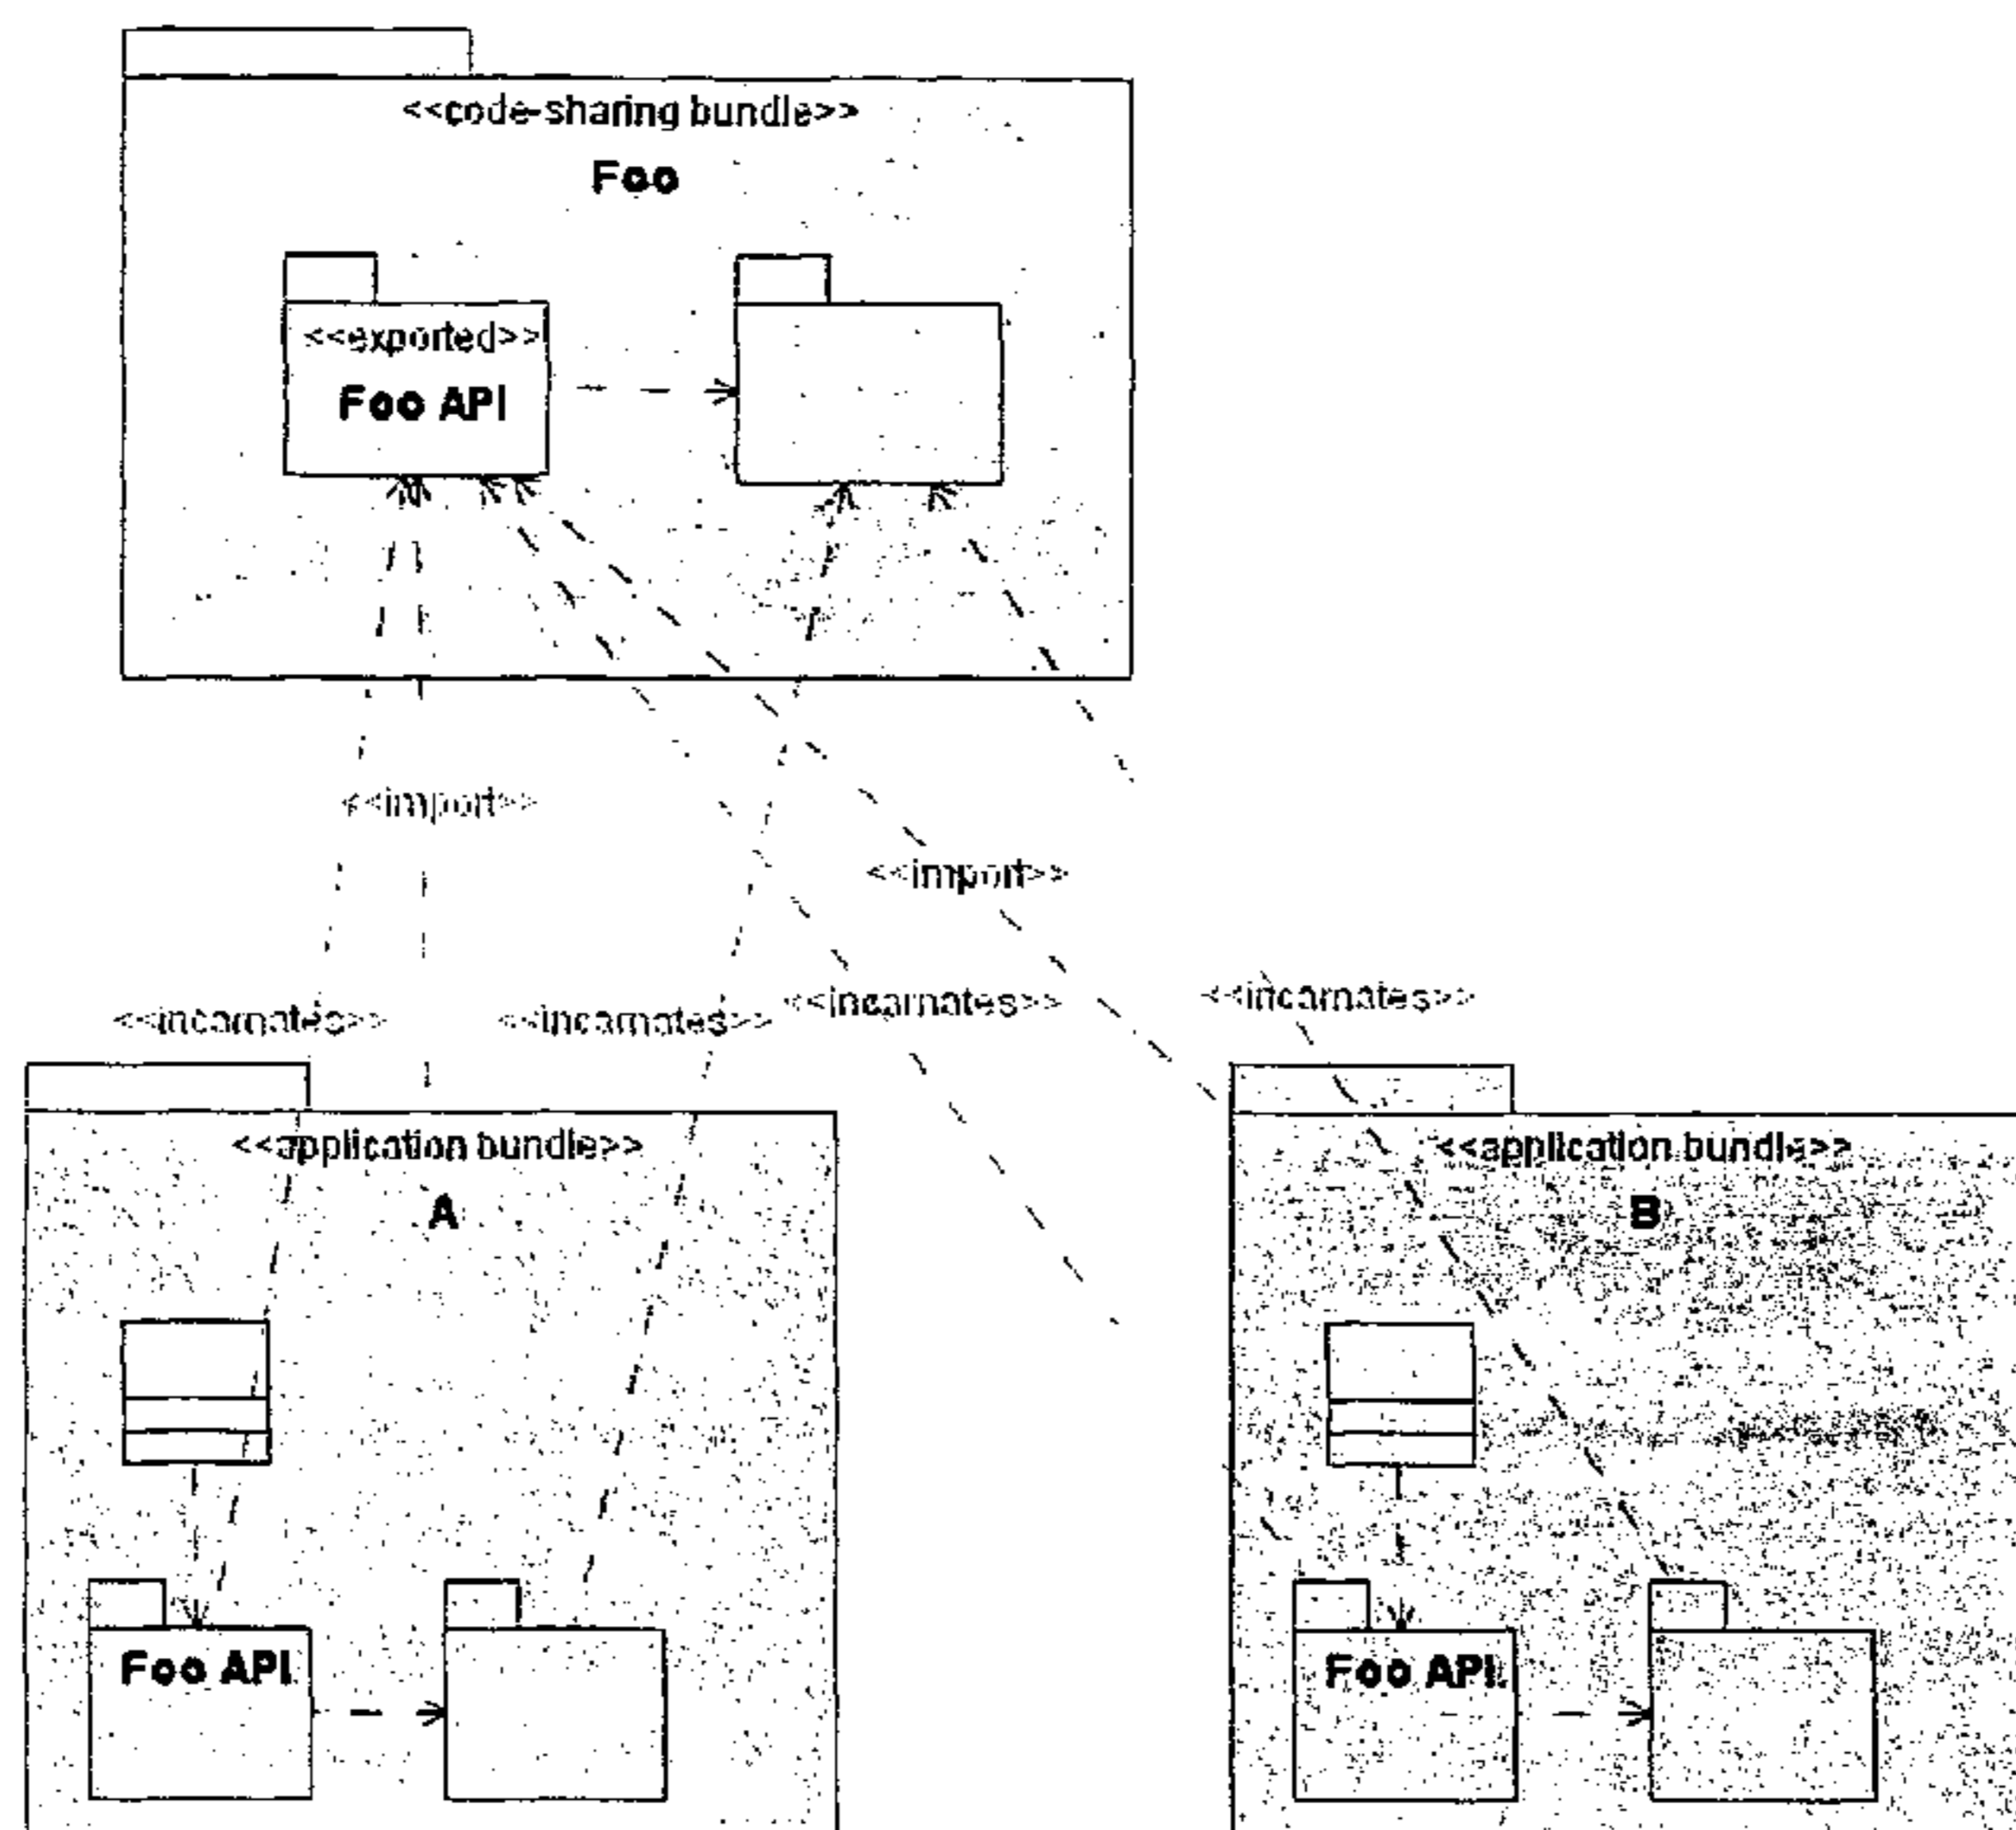 <<code-sharing bundle>>
Foo
<<exported>>
Foo API
<<import>>
<<import>>
<<incarnates>>
<<incarnates>>
<<incarnates>>
<<incarnates>>
<<application bundle>>
A
<<application bundle>>
B
Foo API
Foo API